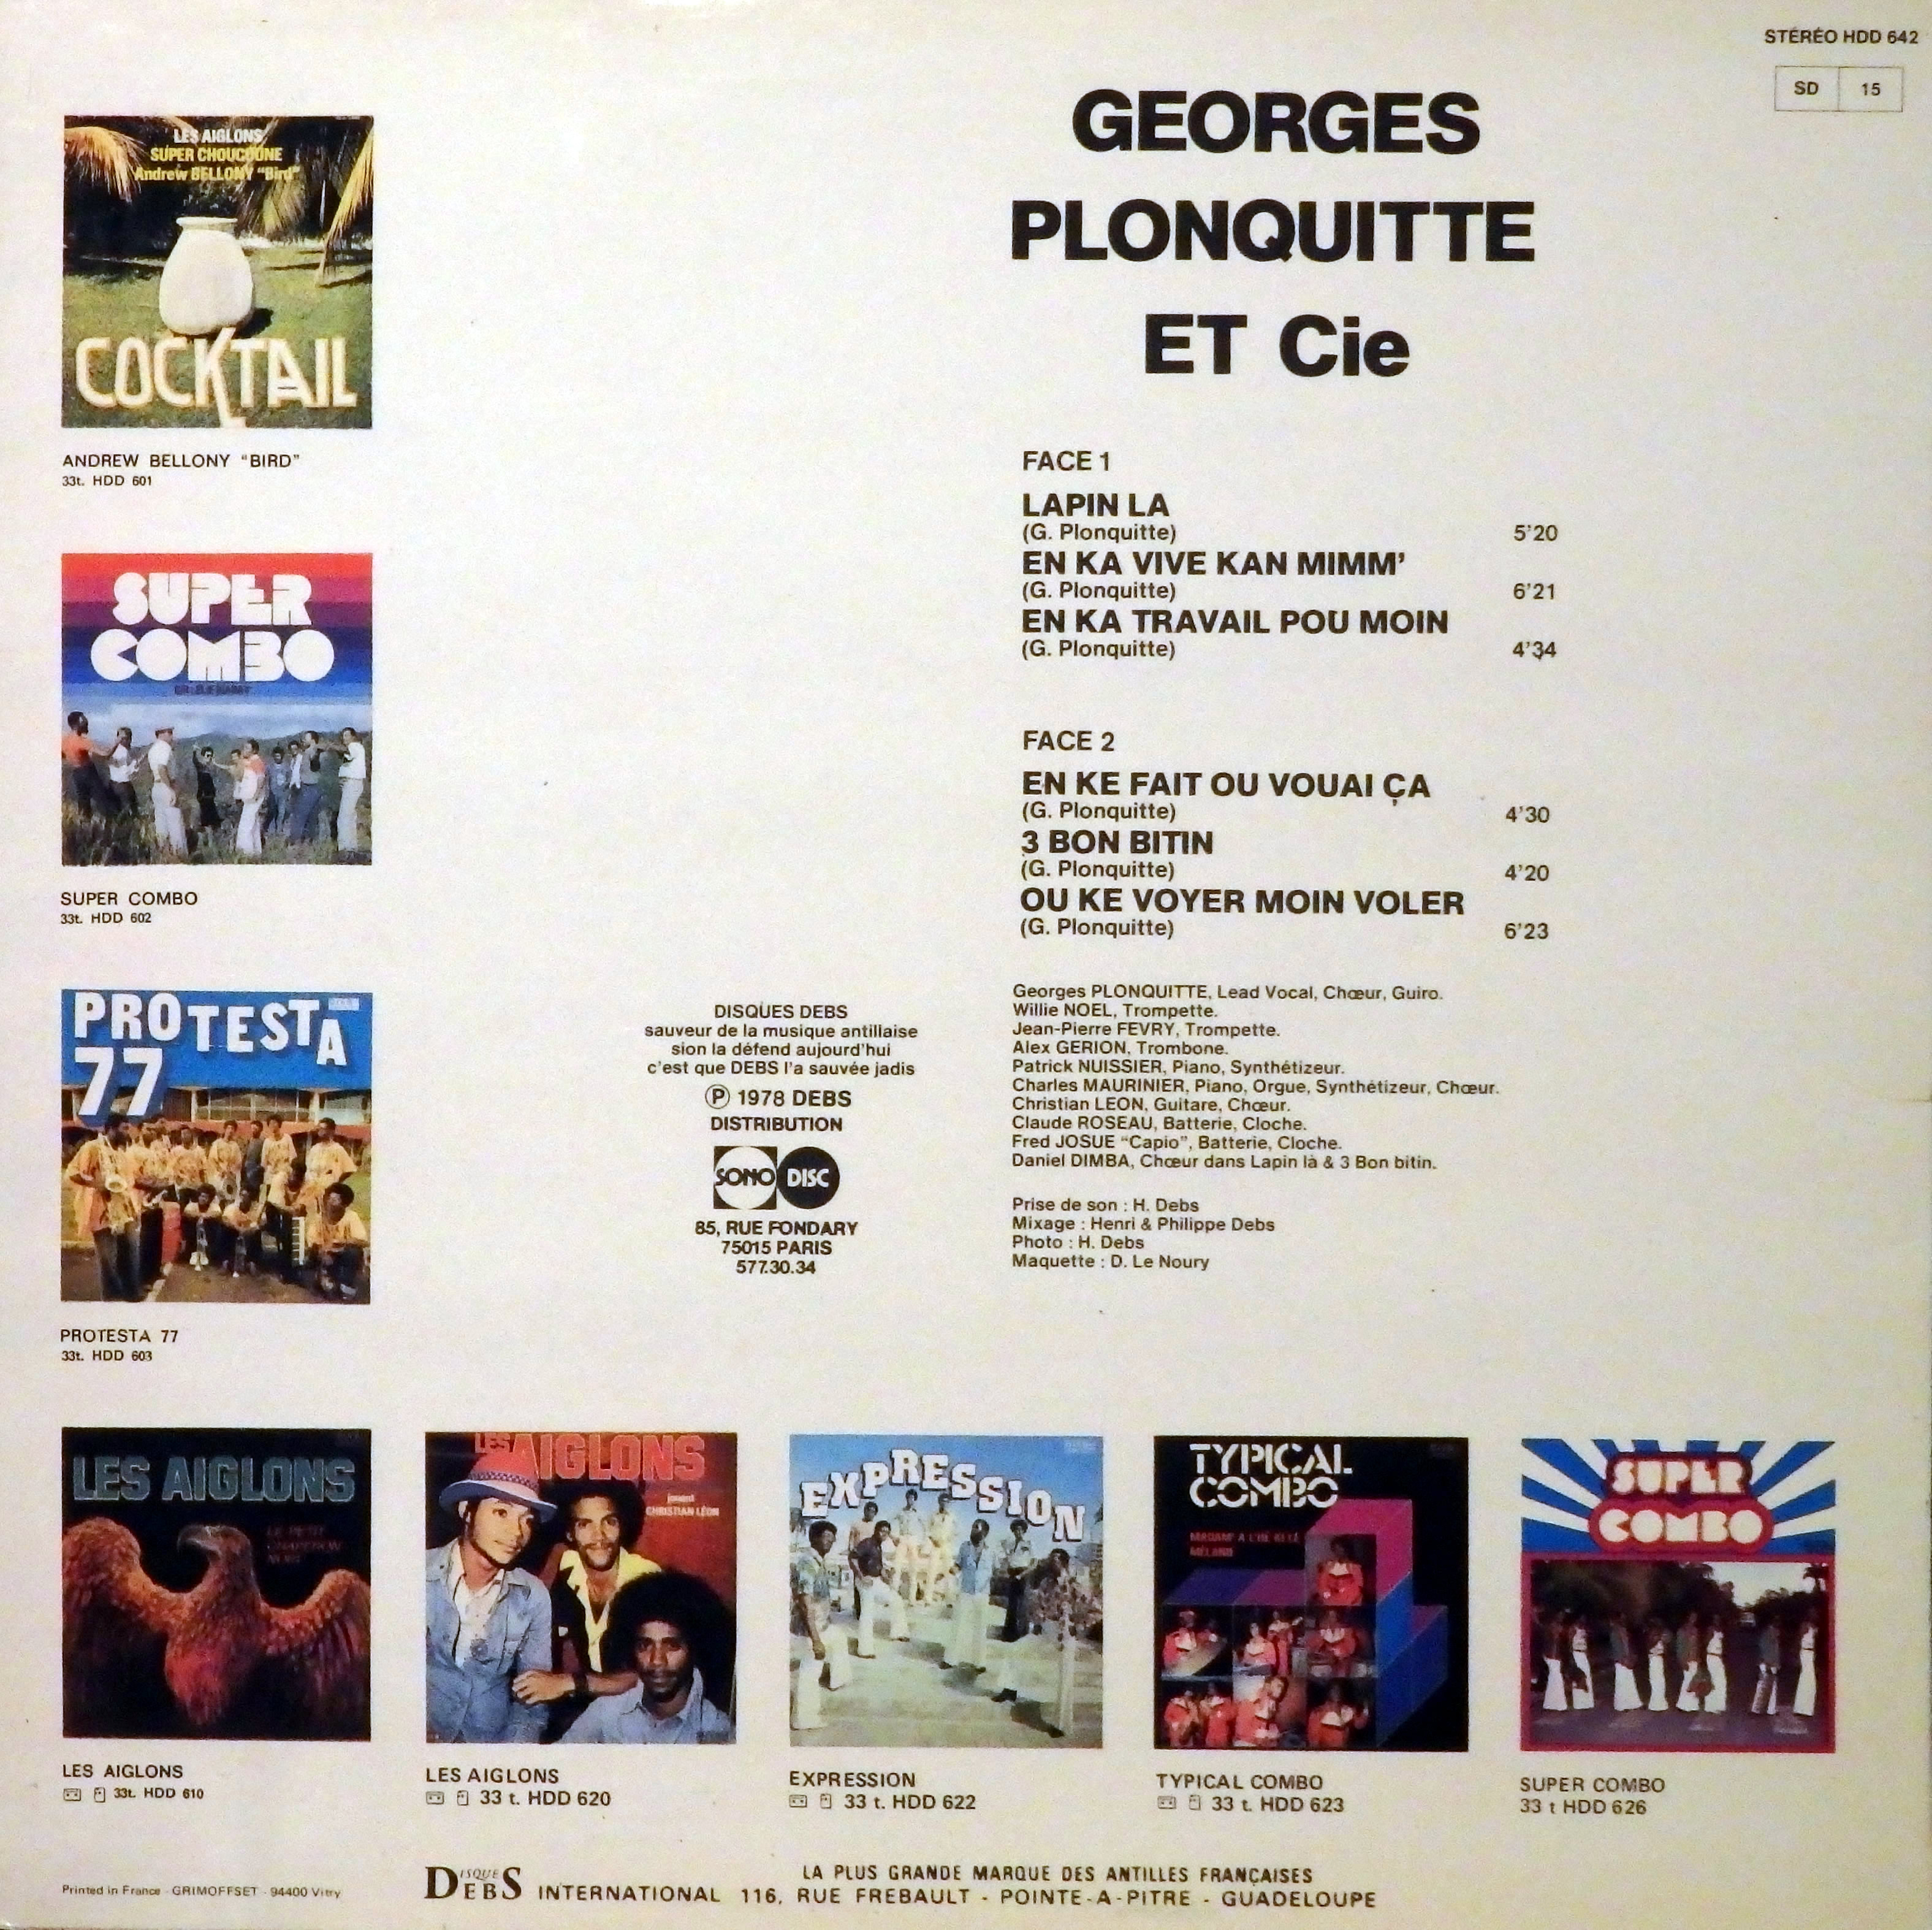 STÉRÉO HDD 642
SD 15
GEORGES
PLONQUITTE
ET Cie
LES AIGLONS
SUPER CHOUCOUNE
Andrew BELLONY "Bird"
COCKTAIL
ANDREW BELLONY "BIRD"
33t. HDD 601
SUPER
COMBO
SUPER COMBO
33t. HDD 602
PROTESTA
77
PROTESTA 77
33t. HDD 603
FACE 1
LAPIN LA
(G. Plonquitte) 5'20
EN KA VIVE KAN MIMM'
(G. Plonquitte) 6'21
EN KA TRAVAIL POU MOIN
(G. Plonquitte) 4'34
FACE 2
EN KE FAIT OU VOUAI ÇA
(G. Plonquitte) 4'30
3 BON BITIN
(G. Plonquitte) 4'20
OU KE VOYER MOIN VOLER
(G. Plonquitte) 6'23
DISQUES DEBS
sauveur de la musique antillaise
sion la défend aujourd'hui
c'est que DEBS l'a sauvée jadis
Ⓟ 1978 DEBS
DISTRIBUTION
SONO DISC
85, RUE FONDARY
75015 PARIS
577.30.34
Georges PLONQUITTE, Lead Vocal, Chœur, Guiro.
Willie NOEL, Trompette.
Jean-Pierre FEVRY, Trompette.
Alex GERION, Trombone.
Patrick NUISSIER, Piano, Synthétizeur.
Charles MAURINIER, Piano, Orgue, Synthétizeur, Chœur.
Christian LEON, Guitare, Chœur.
Claude ROSEAU, Batterie, Cloche.
Fred JOSUE "Capio", Batterie, Cloche.
Daniel DIMBA, Chœur dans Lapin là & 3 Bon bitin.
Prise de son : H. Debs
Mixage : Henri & Philippe Debs
Photo : H. Debs
Maquette : D. Le Noury
LES AIGLONS
LE PETIT
CHAPERON
NOIR
LES AIGLONS
33t. HDD 610
LES AIGLONS
jouent
CHRISTIAN LÉON
LES AIGLONS
33 t. HDD 620
EXPRESSION
EXPRESSION
33 t. HDD 622
TYPICAL
COMBO
TYPICAL COMBO
33 t. HDD 623
SUPER
COMBO
SUPER COMBO
33 t HDD 626
Printed in France - GRIMOFFSET - 94400 Vitry
DISQUES DEBS INTERNATIONAL
LA PLUS GRANDE MARQUE DES ANTILLES FRANÇAISES
116, RUE FREBAULT - POINTE-A-PITRE - GUADELOUPE